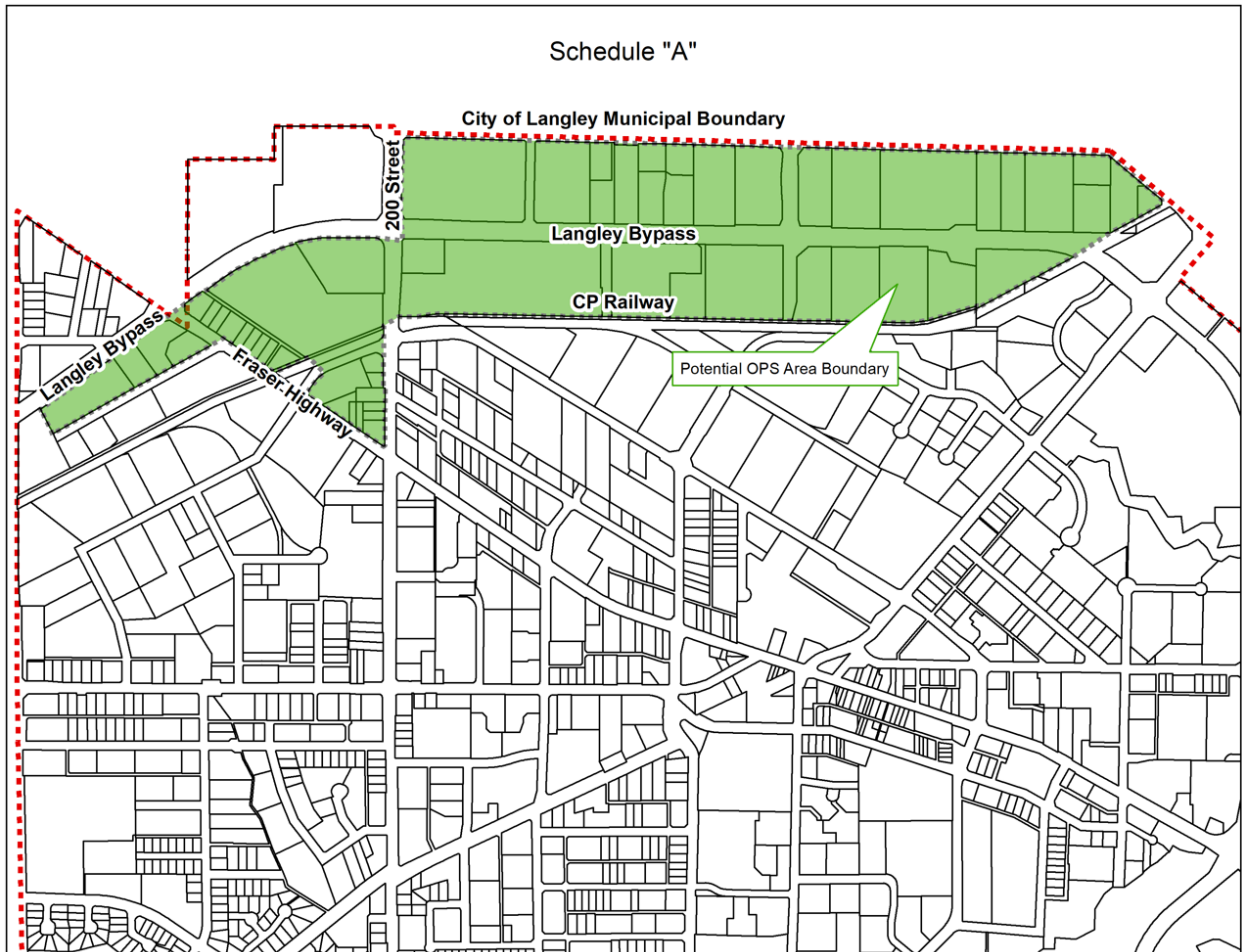 Schedule "A"
City of Langley Municipal Boundary
200 Street
Langley Bypass
CP Railway
Langley Bypass
Fraser Highway
Potential OPS Area Boundary